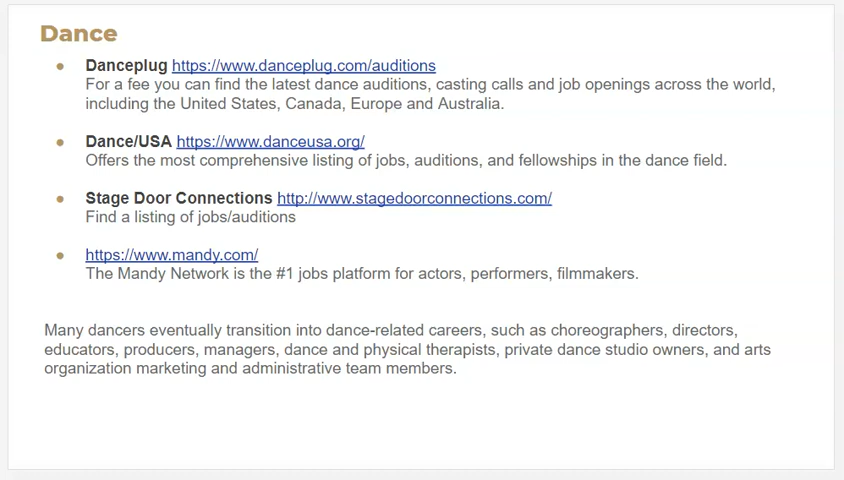 Dance
Danceplug https://www.danceplug.com/auditions
For a fee you can find the latest dance auditions, casting calls and job openings across the world,
including the United States, Canada, Europe and Australia.
Dance/USA https://www.danceusa.org/
Offers the most comprehensive listing of jobs, auditions, and fellowships in the dance field.
Stage Door Connections http://www.stagedoorconnections.com/
Find a listing of jobs/auditions
https://www.mandy.com/
The Mandy Network is the #1 jobs platform for actors, performers, filmmakers.
Many dancers eventually transition into dance-related careers, such as choreographers, directors,
educators, producers, managers, dance and physical therapists, private dance studio owners, and arts
organization marketing and administrative team members.